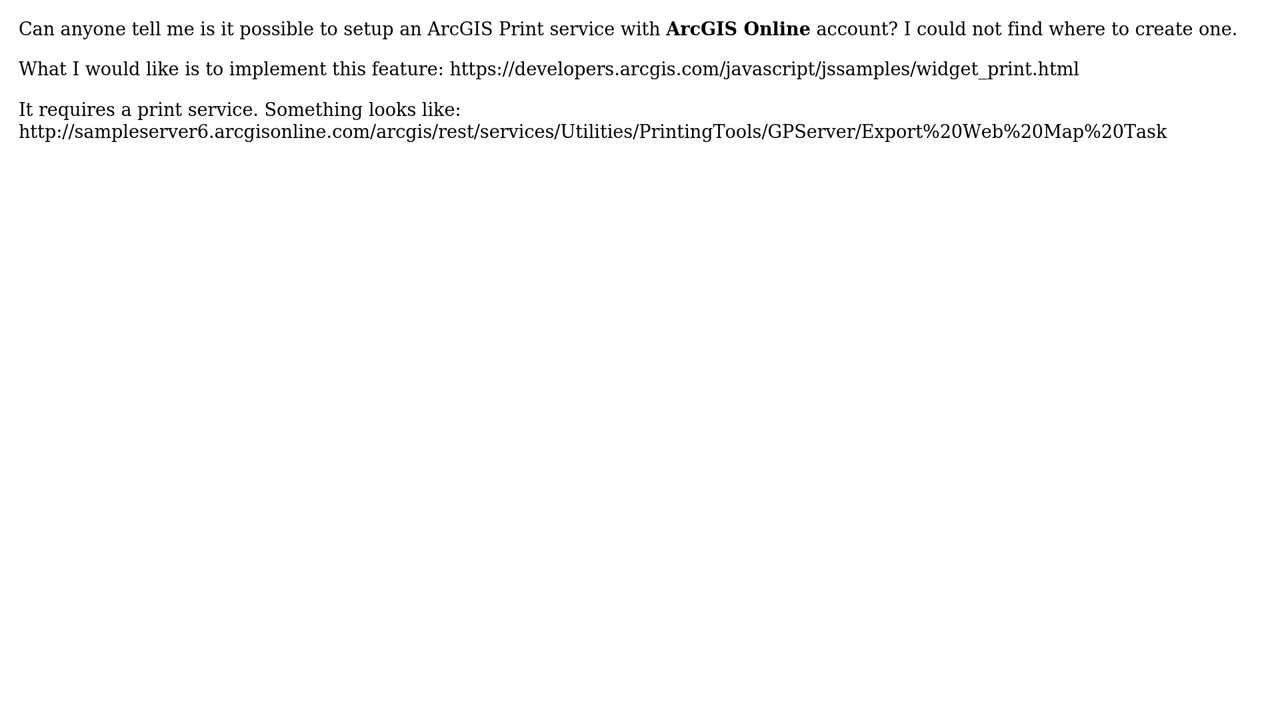 Can anyone tell me is it possible to setup an ArcGIS Print service with ArcGIS Online account? I could not find where to create one.
What I would like is to implement this feature: https://developers.arcgis.com/javascript/jssamples/widget_print.html
It requires a print service. Something looks like:
http://sampleserver6.arcgisonline.com/arcgis/rest/services/Utilities/PrintingTools/GPServer/Export%20Web%20Map%20Task